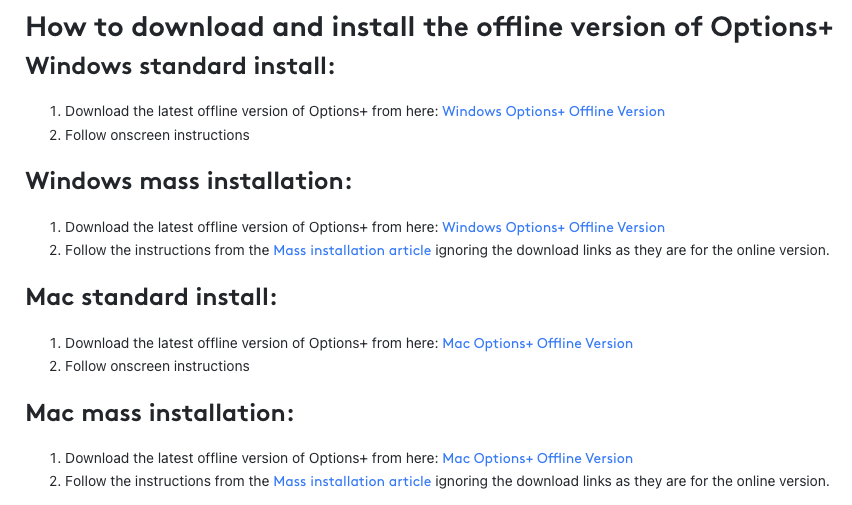 How to download and install the offline version of Options+
Windows standard install:
1. Download the latest offline version of Options+ from here: Windows Options+ Offline Version
2. Follow onscreen instructions
Windows mass installation:
1. Download the latest offline version of Options+ from here: Windows Options+ Offline Version
2. Follow the instructions from the Mass installation article ignoring the download links as they are for the online version.
Mac standard install:
1. Download the latest offline version of Options+ from here: Mac Options+ Offline Version
2. Follow onscreen instructions
Mac mass installation:
1. Download the latest offline version of Options+ from here: Mac Options+ Offline Version
2. Follow the instructions from the Mass installation article ignoring the download links as they are for the online version.